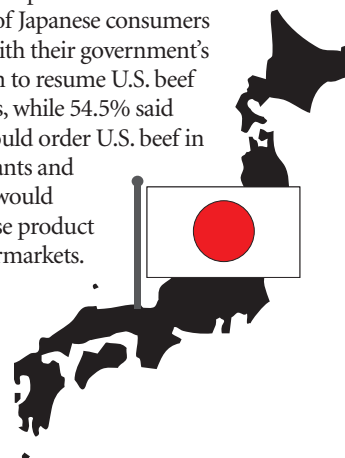 of Japanese consumers
ith their government's
n to resume U.S. beef
s, while 54.5% said
ould order U.S. beef in
ants and
would
se product
rmarkets.